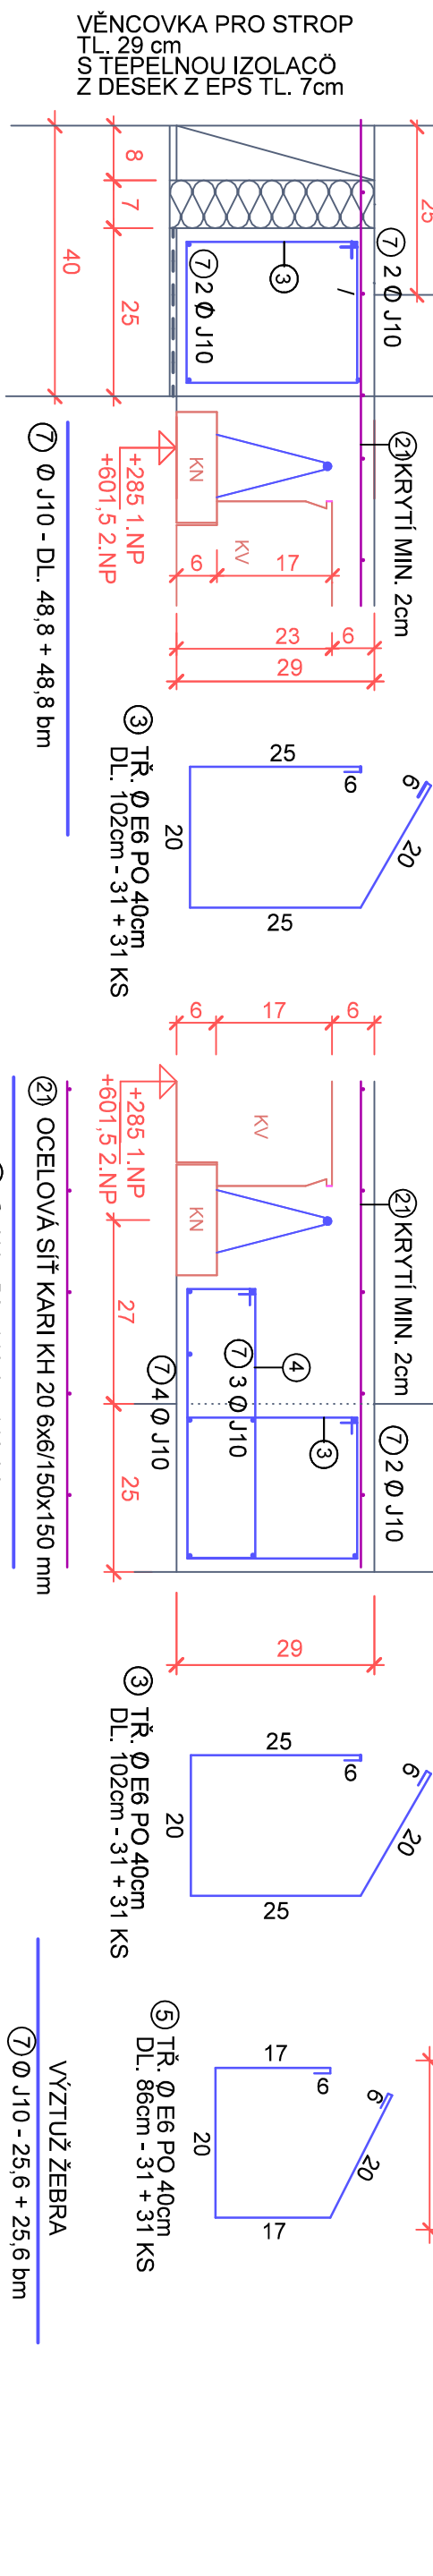 VĚNCOVKA PRO STROP
TL. 29 cm
S TEPELNOU IZOLACÖ
Z DESEK Z EPS TL. 7cm
25
8
7
25
40
⑦ 2 Ø J10
③
⑦ 2 Ø J10
㉑ KRYTÍ MIN. 2cm
KN
KV
+285 1.NP
+601,5 2.NP
6
17
23
6
29
⑦ Ø J10 - DL. 48,8 + 48,8 bm
③ TŘ. Ø E6 PO 40cm
DL. 102cm - 31 + 31 KS
25
6
6
20
20
25
6
17
6
KV
KN
+285 1.NP
+601,5 2.NP
㉑ KRYTÍ MIN. 2cm
㉑ OCELOVÁ SÍŤ KARI KH 20 6x6/150x150 mm
27
25
④
⑦ 3 Ø J10
③
⑦ 4 Ø J10
⑦ 2 Ø J10
29
③ TŘ. Ø E6 PO 40cm
DL. 102cm - 31 + 31 KS
25
6
6
20
20
25
⑤ TŘ. Ø E6 PO 40cm
DL. 86cm - 31 + 31 KS
17
6
6
20
20
17
VÝZTUŽ ŽEBRA
⑦ Ø J10 - 25,6 + 25,6 bm